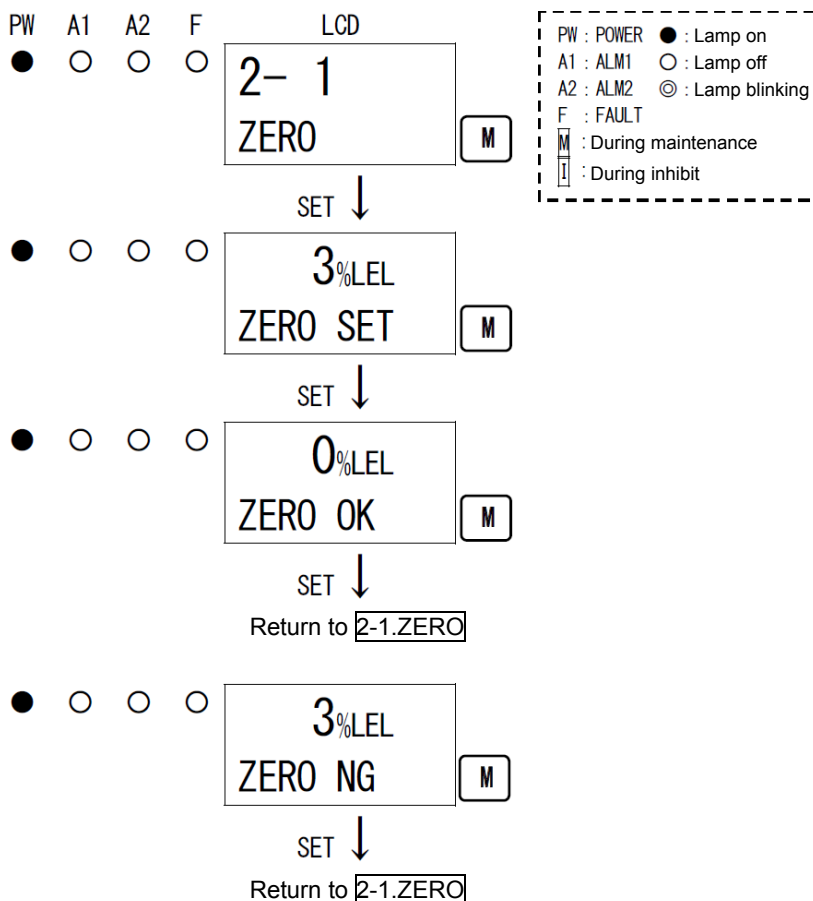 PW A1 A2 F LCD
● ○ ○ ○ 2- 1
ZERO M
SET ↓
● ○ ○ ○ 3%LEL
ZERO SET M
SET ↓
● ○ ○ ○ 0%LEL
ZERO OK M
SET ↓
Return to 2-1.ZERO
● ○ ○ ○ 3%LEL
ZERO NG M
SET ↓
Return to 2-1.ZERO
PW : POWER ● : Lamp on
A1 : ALM1 ○ : Lamp off
A2 : ALM2 ◎ : Lamp blinking
F : FAULT
M : During maintenance
I : During inhibit